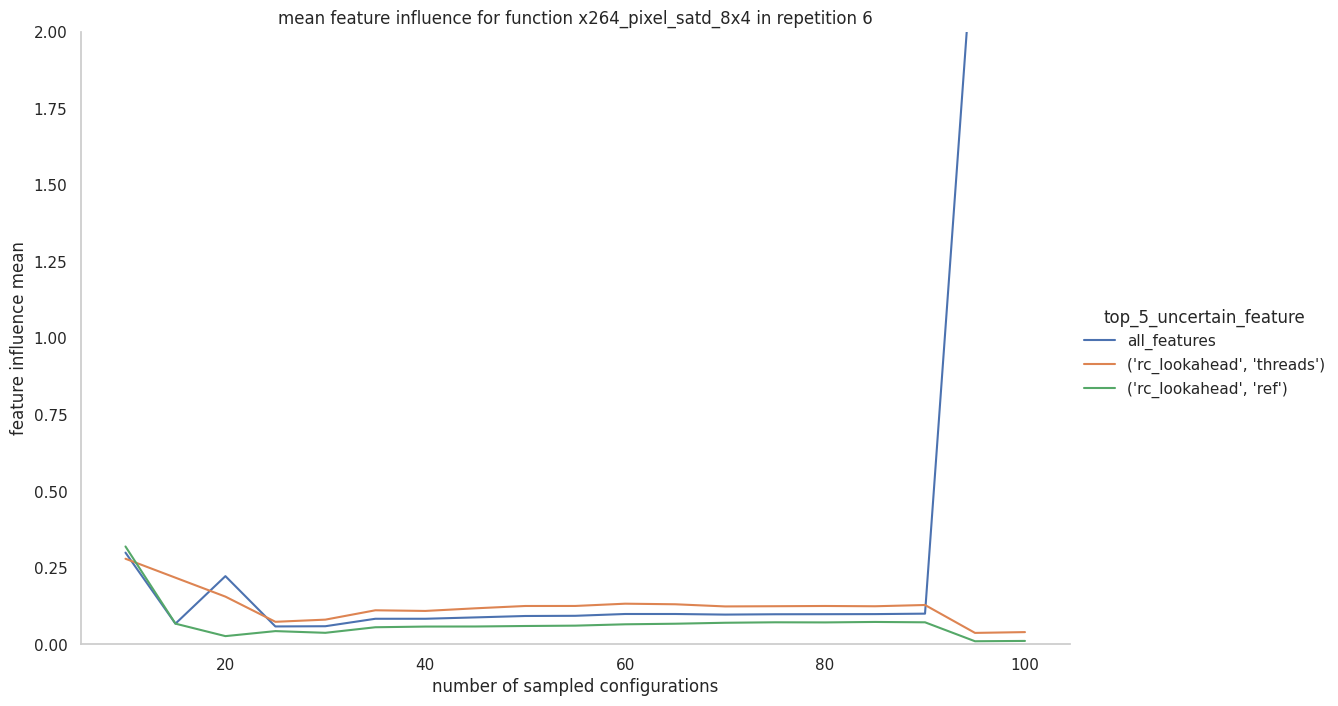 mean feature influence for function x264_pixel_satd_8x4 in repetition 6
2.00
1.75
1.50
1.25
1.00
0.75
0.50
0.25
0.00
feature influence mean
20
40
60
80
100
number of sampled configurations
top_5_uncertain_feature
all_features
('rc_lookahead', 'threads')
('rc_lookahead', 'ref')